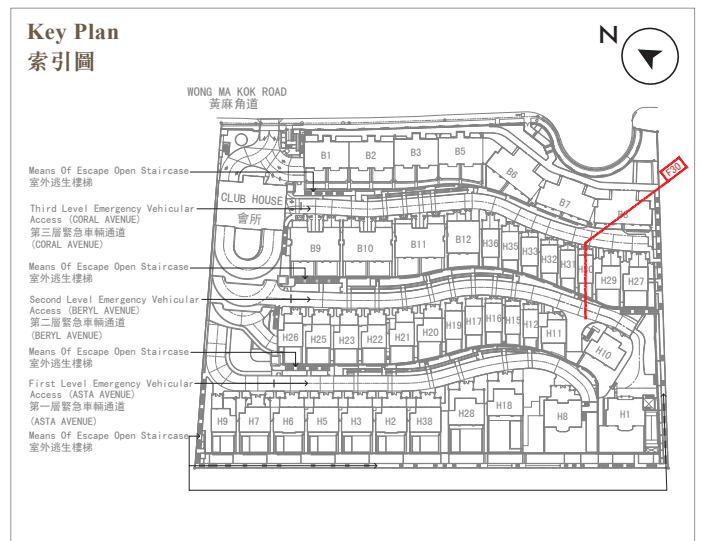 Key Plan
索引圖
N
WONG MA KOK ROAD
黃麻角道
B1
B2
B3
B5
B6
B7
B8
F30
Means Of Escape Open Staircase
室外逃生樓梯
CLUB HOUSE
會所
Third Level Emergency Vehicular
Access (CORAL AVENUE)
第三層緊急車輛通道
(CORAL AVENUE)
B9
B10
B11
B12
H36
H35
H33
H32
H31
H29
H27
Means Of Escape Open Staircase
室外逃生樓梯
Second Level Emergency Vehicular
Access (BERYL AVENUE)
第二層緊急車輛通道
(BERYL AVENUE)
H26
H25
H23
H22
H21
H20
H19
H17
H16
H15
H12
H11
H10
Means Of Escape Open Staircase
室外逃生樓梯
First Level Emergency Vehicular
Access (ASTA AVENUE)
第一層緊急車輛通道
(ASTA AVENUE)
H9
H7
H6
H5
H3
H2
H38
H28
H18
H8
H1
Means Of Escape Open Staircase
室外逃生樓梯